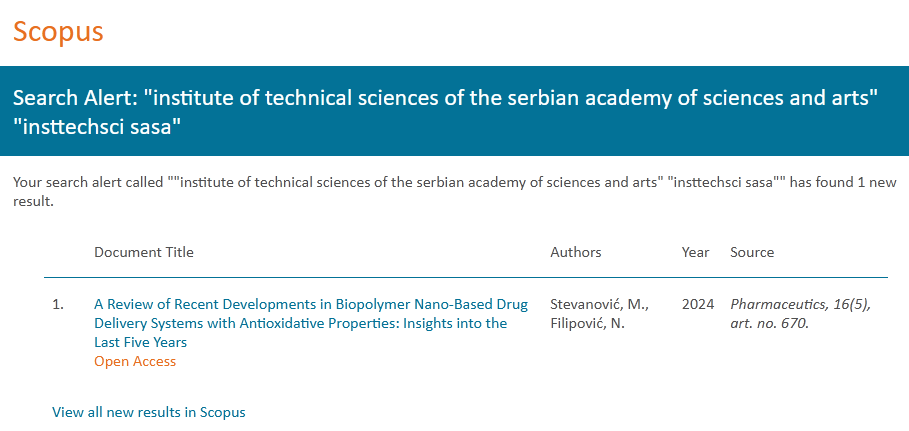 Scopus
Search Alert: "institute of technical sciences of the serbian academy of sciences and arts"
"insttechsci sasa"
Your search alert called ""institute of technical sciences of the serbian academy of sciences and arts" "insttechsci sasa"" has found 1 new
result.
Document Title Authors Year Source
1. A Review of Recent Developments in Biopolymer Nano-Based Drug Stevanović, M., 2024 Pharmaceutics, 16(5),
Delivery Systems with Antioxidative Properties: Insights into the Filipović, N. art. no. 670.
Last Five Years
Open Access
View all new results in Scopus